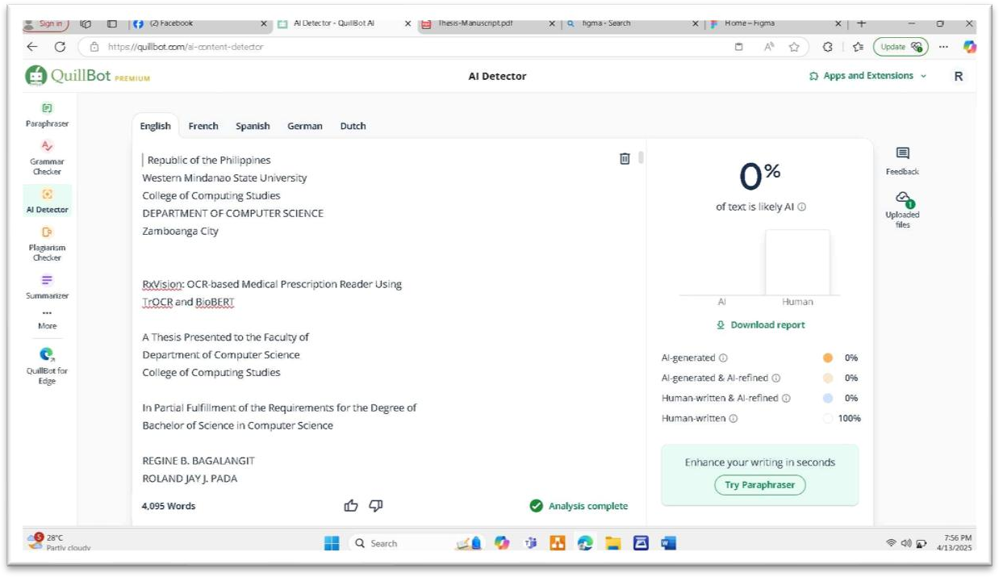 Sign in
(2) Facebook
AI Detector - QuillBot AI
Thesis-Manuscript.pdf
figma - Search
Home – Figma
https://quillbot.com/ai-content-detector
Update
QuillBot PREMIUM
AI Detector
Apps and Extensions
R
Paraphraser
Grammar
Checker
AI Detector
Plagiarism
Checker
Summarizer
More
QuillBot for
Edge
English French Spanish German Dutch
Republic of the Philippines
Western Mindanao State University
College of Computing Studies
DEPARTMENT OF COMPUTER SCIENCE
Zamboanga City
RxVision: OCR-based Medical Prescription Reader Using
TrOCR and BioBERT
A Thesis Presented to the Faculty of
Department of Computer Science
College of Computing Studies
In Partial Fulfillment of the Requirements for the Degree of
Bachelor of Science in Computer Science
REGINE B. BAGALANGIT
ROLAND JAY J. PADA
4,095 Words
Analysis complete
0%
of text is likely AI
AI Human
Download report
AI-generated 0%
AI-generated & AI-refined 0%
Human-written & AI-refined 0%
Human-written 100%
Enhance your writing in seconds
Try Paraphraser
Feedback
1
Uploaded
files
5
28°C
Partly cloudy
Search
7:56 PM
4/13/2025